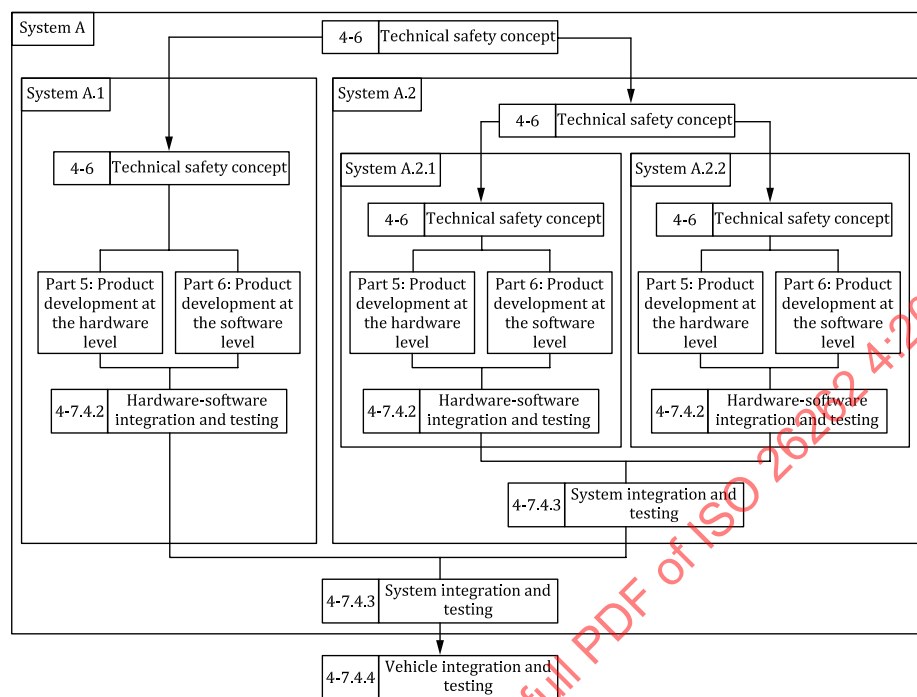 System A
4-6 Technical safety concept
System A.1
System A.2
4-6 Technical safety concept
4-6 Technical safety concept
System A.2.1
System A.2.2
4-6 Technical safety concept
4-6 Technical safety concept
Part 5: Product
development at
the hardware
level
Part 6: Product
development at
the software
level
Part 5: Product
development at
the hardware
level
Part 6: Product
development at
the software
level
Part 5: Product
development at
the hardware
level
Part 6: Product
development at
the software
level
4-7.4.2 Hardware-software
integration and testing
4-7.4.2 Hardware-software
integration and testing
4-7.4.2 Hardware-software
integration and testing
4-7.4.3 System integration and
testing
4-7.4.3 System integration and
testing
4-7.4.4 Vehicle integration and
testing
full PDF of ISO 26262 4:2